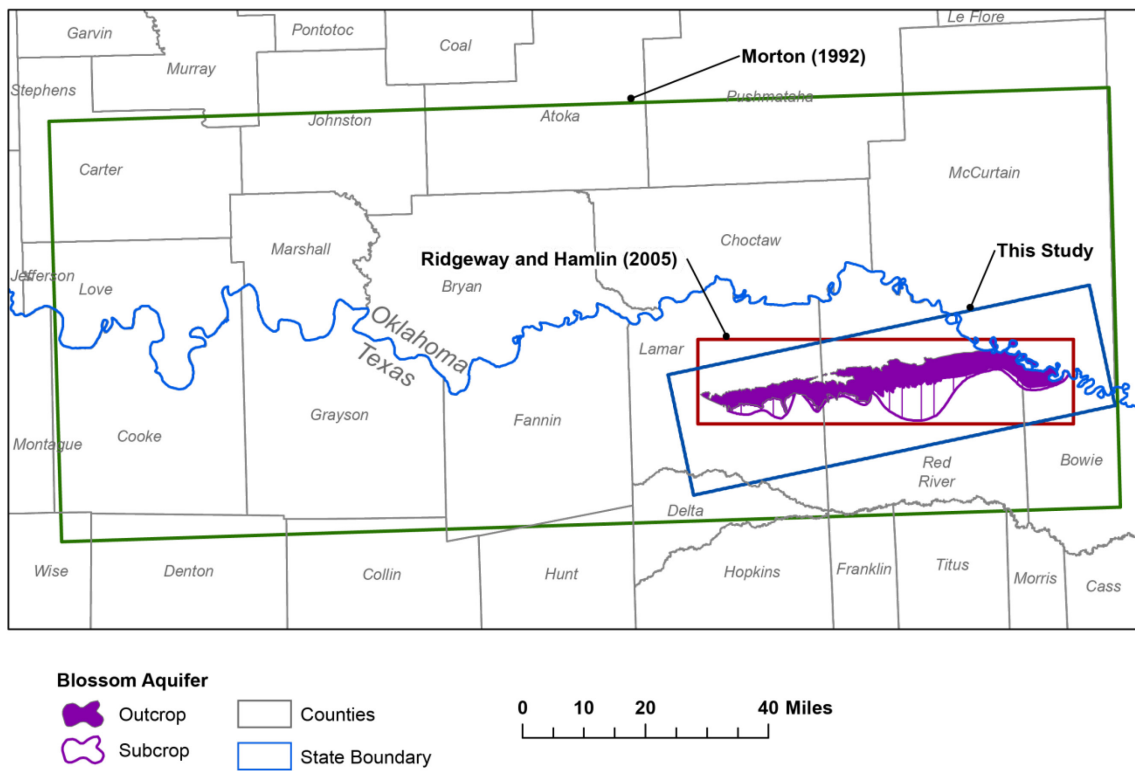 Garvin
Pontotoc
Coal
Le Flore
Murray
Morton (1992)
Stephens
Pushmataha
Johnston
Atoka
Carter
McCurtain
Marshall
Choctaw
Ridgeway and Hamlin (2005)
This Study
Jefferson
Love
Bryan
Oklahoma
Texas
Lamar
Grayson
Fannin
Montague
Cooke
Red
River
Bowie
Delta
Wise
Denton
Collin
Hunt
Hopkins
Franklin
Titus
Morris
Cass
Blossom Aquifer
Outcrop
Counties
Subcrop
State Boundary
0 10 20 40 Miles